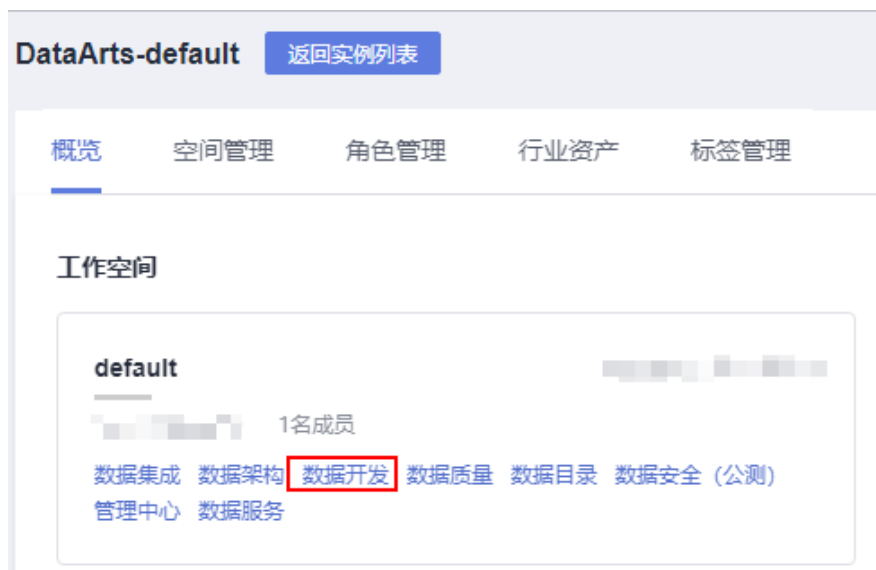 DataArts-default 返回实例列表
概览 空间管理 角色管理 行业资产 标签管理
工作空间
default
1名成员
数据集成 数据架构 数据开发 数据质量 数据目录 数据安全 (公测)
管理中心 数据服务